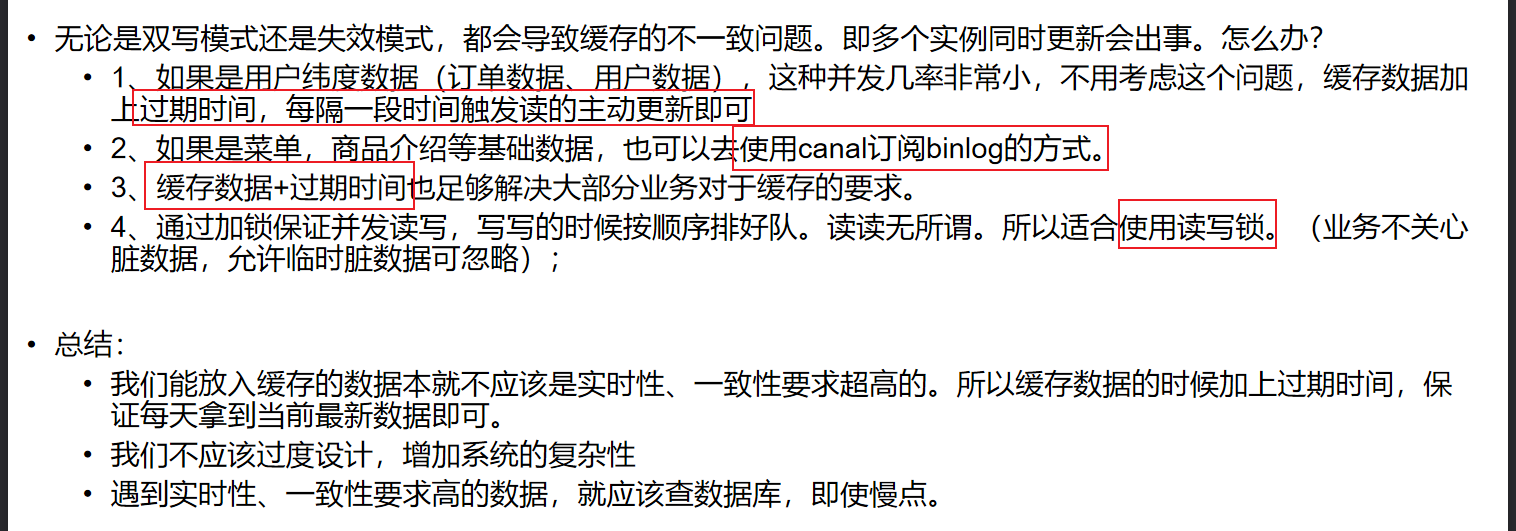 • 无论是双写模式还是失效模式，都会导致缓存的不一致问题。即多个实例同时更新会出事。怎么办？
• 1、如果是用户纬度数据（订单数据、用户数据），这种并发几率非常小，不用考虑这个问题，缓存数据加
上过期时间，每隔一段时间触发读的主动更新即可
• 2、如果是菜单，商品介绍等基础数据，也可以去使用canal订阅binlog的方式。
• 3、缓存数据+过期时间也足够解决大部分业务对于缓存的要求。
• 4、通过加锁保证并发读写，写写的时候按顺序排好队。读读无所谓。所以适合使用读写锁。（业务不关心
脏数据，允许临时脏数据可忽略）；
• 总结：
• 我们能放入缓存的数据本就不应该是实时性、一致性要求超高的。所以缓存数据的时候加上过期时间，保
证每天拿到当前最新数据即可。
• 我们不应该过度设计，增加系统的复杂性
• 遇到实时性、一致性要求高的数据，就应该查数据库，即使慢点。